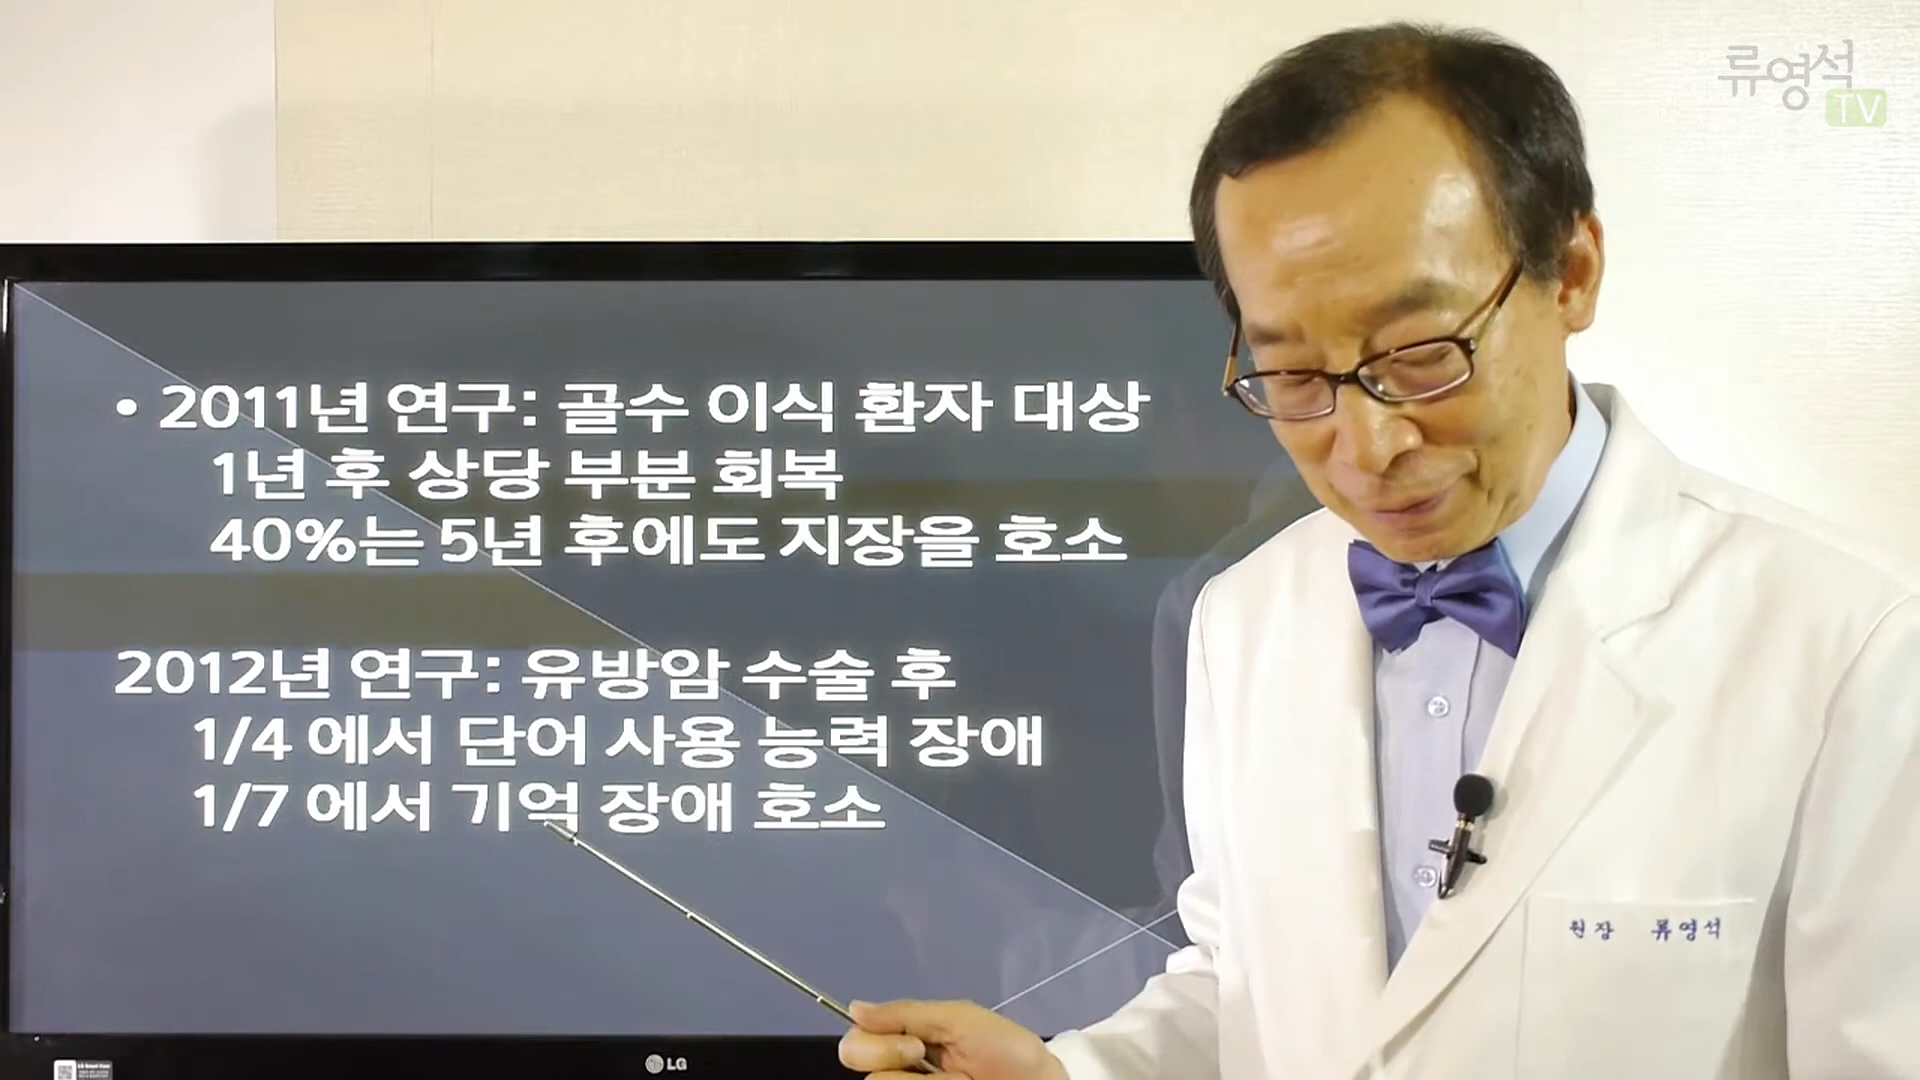 류영석
TV
• 2011년 연구: 골수 이식 환자 대상
1년 후 상당 부분 회복
40%는 5년 후에도 지장을 호소
2012년 연구: 유방암 수술 후
1/4 에서 단어 사용 능력 장애
1/7 에서 기억 장애 호소
원장 류영석
LG